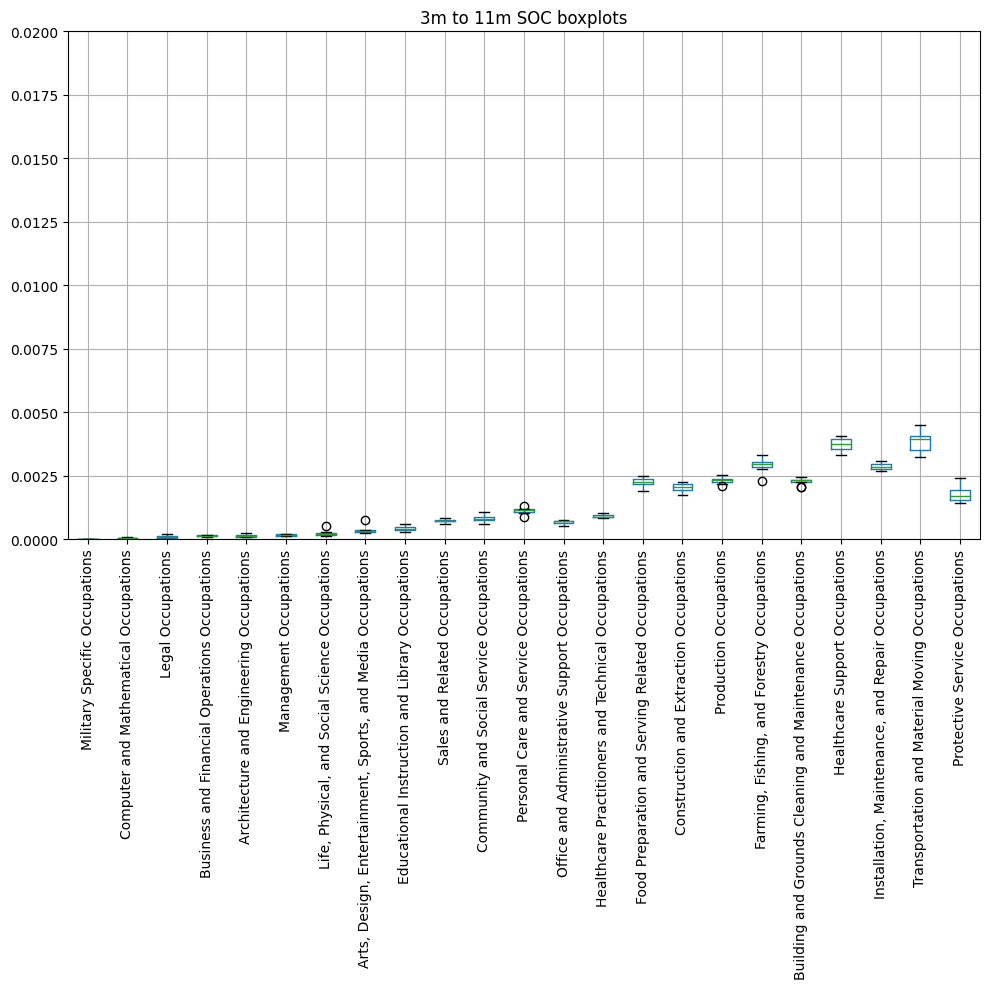 3m to 11m SOC boxplots
0.0200
0.0175
0.0150
0.0125
0.0100
0.0075
0.0050
0.0025
0.0000
Military Specific Occupations
Computer and Mathematical Occupations
Legal Occupations
Business and Financial Operations Occupations
Architecture and Engineering Occupations
Management Occupations
Life, Physical, and Social Science Occupations
Arts, Design, Entertainment, Sports, and Media Occupations
Educational Instruction and Library Occupations
Sales and Related Occupations
Community and Social Service Occupations
Personal Care and Service Occupations
Office and Administrative Support Occupations
Healthcare Practitioners and Technical Occupations
Food Preparation and Serving Related Occupations
Construction and Extraction Occupations
Production Occupations
Farming, Fishing, and Forestry Occupations
Building and Grounds Cleaning and Maintenance Occupations
Healthcare Support Occupations
Installation, Maintenance, and Repair Occupations
Transportation and Material Moving Occupations
Protective Service Occupations